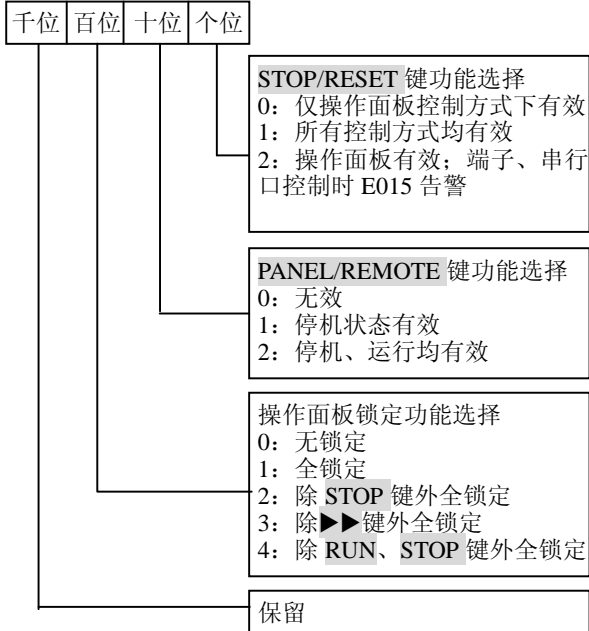 千位 百位 十位 个位
STOP/RESET 键功能选择
0：仅操作面板控制方式下有效
1：所有控制方式均有效
2：操作面板有效；端子、串行
口控制时 E015 告警
PANEL/REMOTE 键功能选择
0：无效
1：停机状态有效
2：停机、运行均有效
操作面板锁定功能选择
0：无锁定
1：全锁定
2：除 STOP 键外全锁定
3：除▶▶键外全锁定
4：除 RUN、STOP 键外全锁定
保留